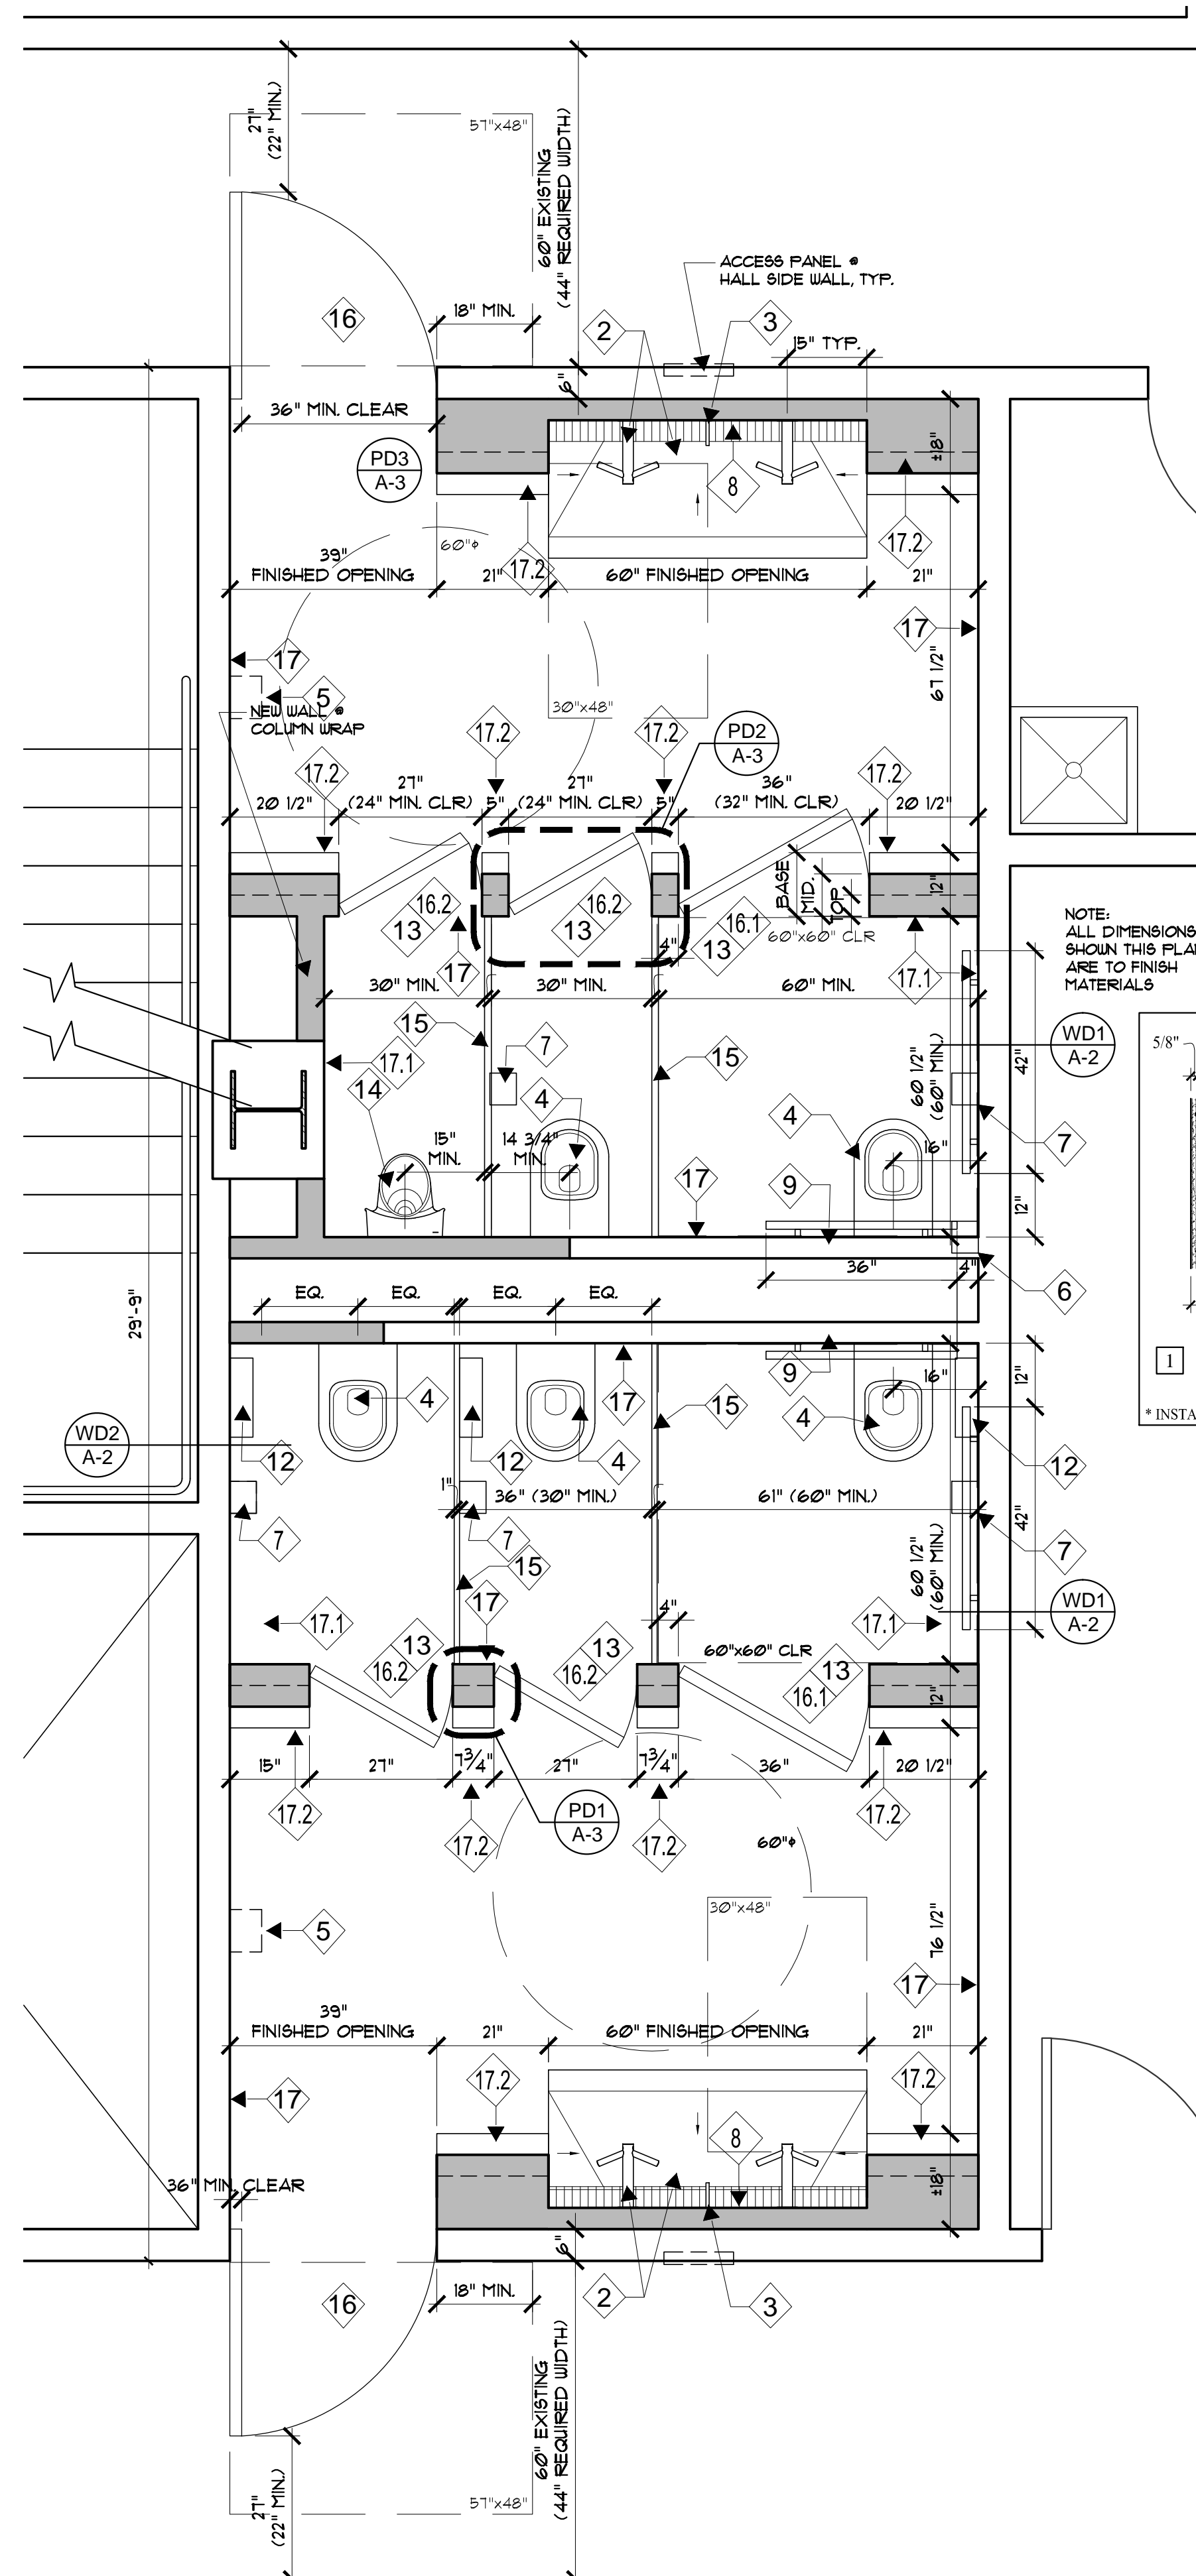 27"
(22" MIN.)
57"x48"
60" EXISTING
(44" REQUIRED WIDTH)
ACCESS PANEL @
HALL SIDE WALL, TYP.
16
18" MIN.
2
3
15" TYP.
6"
36" MIN. CLEAR
PD3
A-3
8
±18"
17.2
17.2
60"ø
39"
FINISHED OPENING
21"
60" FINISHED OPENING
21"
17
17
67 1/2"
5
NEW WALL @
COLUMN WRAP
30"x48"
17.2
17.2
PD2
A-3
17.2
17.2
20 1/2"
27"
(24" MIN. CLR)
5"
27"
(24" MIN. CLR)
5"
36"
(32" MIN. CLR)
20 1/2"
BASE
MID.
TOP
12"
16.2
13
16.2
13
16.1
13
60"x60" CLR
4"
NOTE:
ALL DIMENSIONS
SHOWN THIS PLA
ARE TO FINISH
MATERIALS
17
17.1
30" MIN.
30" MIN.
60" MIN.
15
7
15
17.1
14
4
4
60 1/2"
(60" MIN.)
42"
WD1
A-2
5/8"
7
15"
MIN.
14 3/4"
MIN.
16"
17
9
12"
36"
4"
6
EQ.
EQ.
EQ.
EQ.
29'-9"
9
16"
12"
1
* INSTA
4
17
15
4
WD2
A-2
12
12
4
12
1"
36" (30" MIN.)
61" (60" MIN.)
42"
7
7
15
60 1/2"
(60" MIN.)
7
17
4"
17.1
17.1
WD1
A-2
13
16.2
13
16.2
60"x60" CLR
13
16.1
12"
15"
27"
7 3/4"
27"
7 3/4"
36"
20 1/2"
17.2
17.2
PD1
A-3
17.2
17.2
60"ø
30"x48"
5
76 1/2"
17
39"
FINISHED OPENING
21"
60" FINISHED OPENING
21"
17
17.2
17.2
8
36" MIN. CLEAR
±18"
6"
16
18" MIN.
2
3
60" EXISTING
(44" REQUIRED WIDTH)
27"
(22" MIN.)
57"x48"